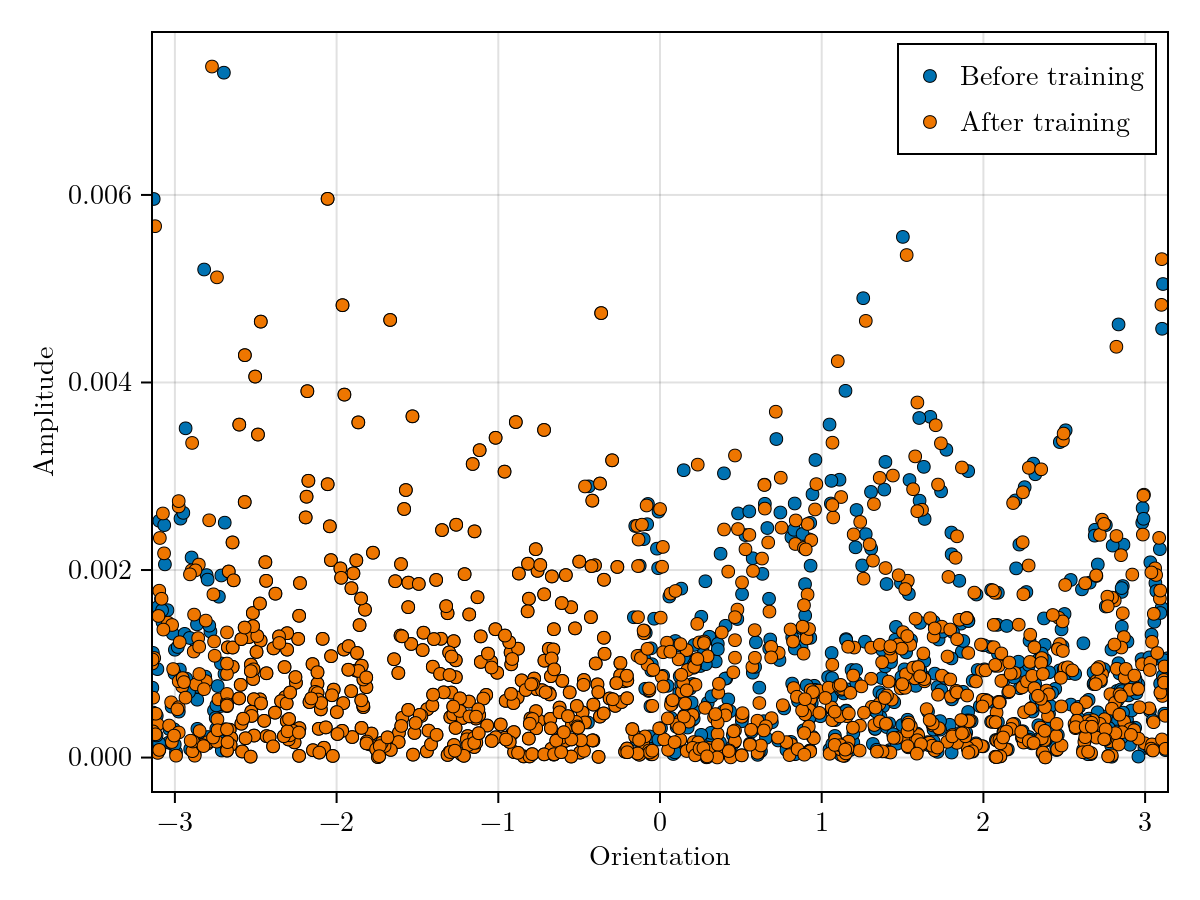 Before training
After training
0.006
0.004
0.002
0.000
Amplitude
−3 −2 −1 0 1 2 3
Orientation